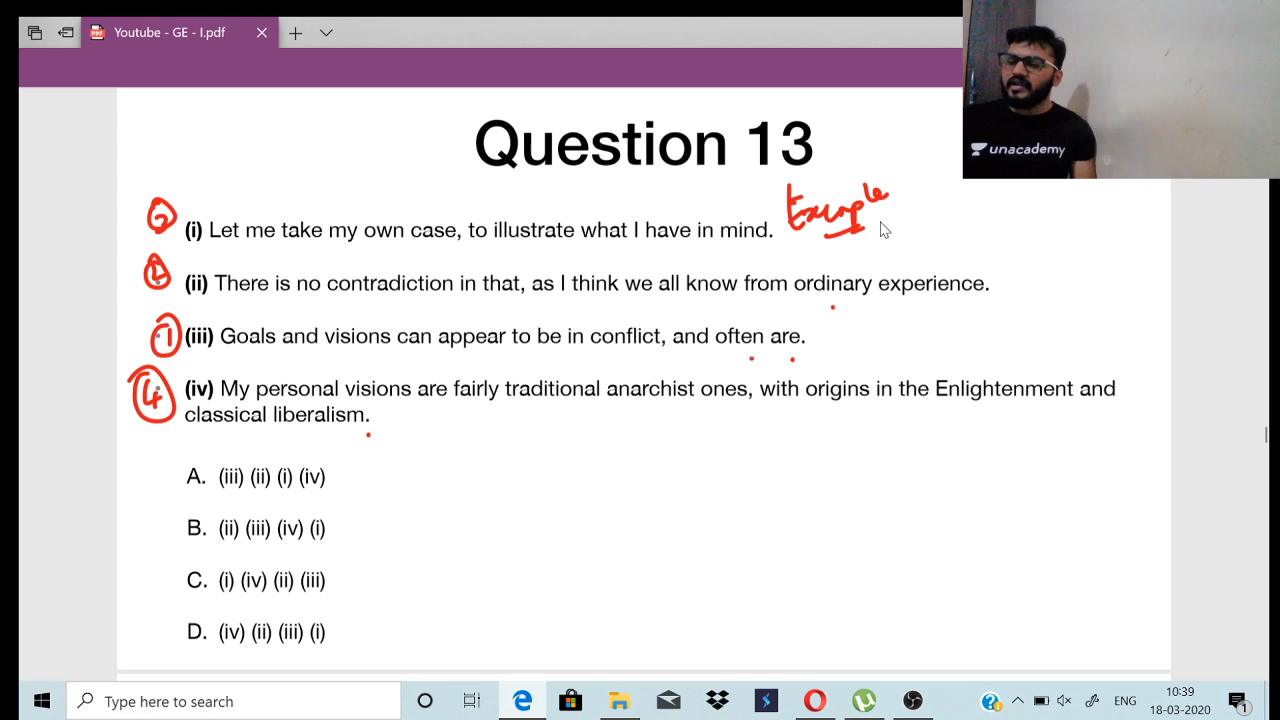 Youtube - GE - I.pdf
unacademy
Question 13
Example
3 (i) Let me take my own case, to illustrate what I have in mind.
2 (ii) There is no contradiction in that, as I think we all know from ordinary experience.
1 (iii) Goals and visions can appear to be in conflict, and often are.
4 (iv) My personal visions are fairly traditional anarchist ones, with origins in the Enlightenment and
classical liberalism.
A. (iii) (ii) (i) (iv)
B. (ii) (iii) (iv) (i)
C. (i) (iv) (ii) (iii)
D. (iv) (ii) (iii) (i)
Type here to search
ENG
10:39
18-03-2020
1